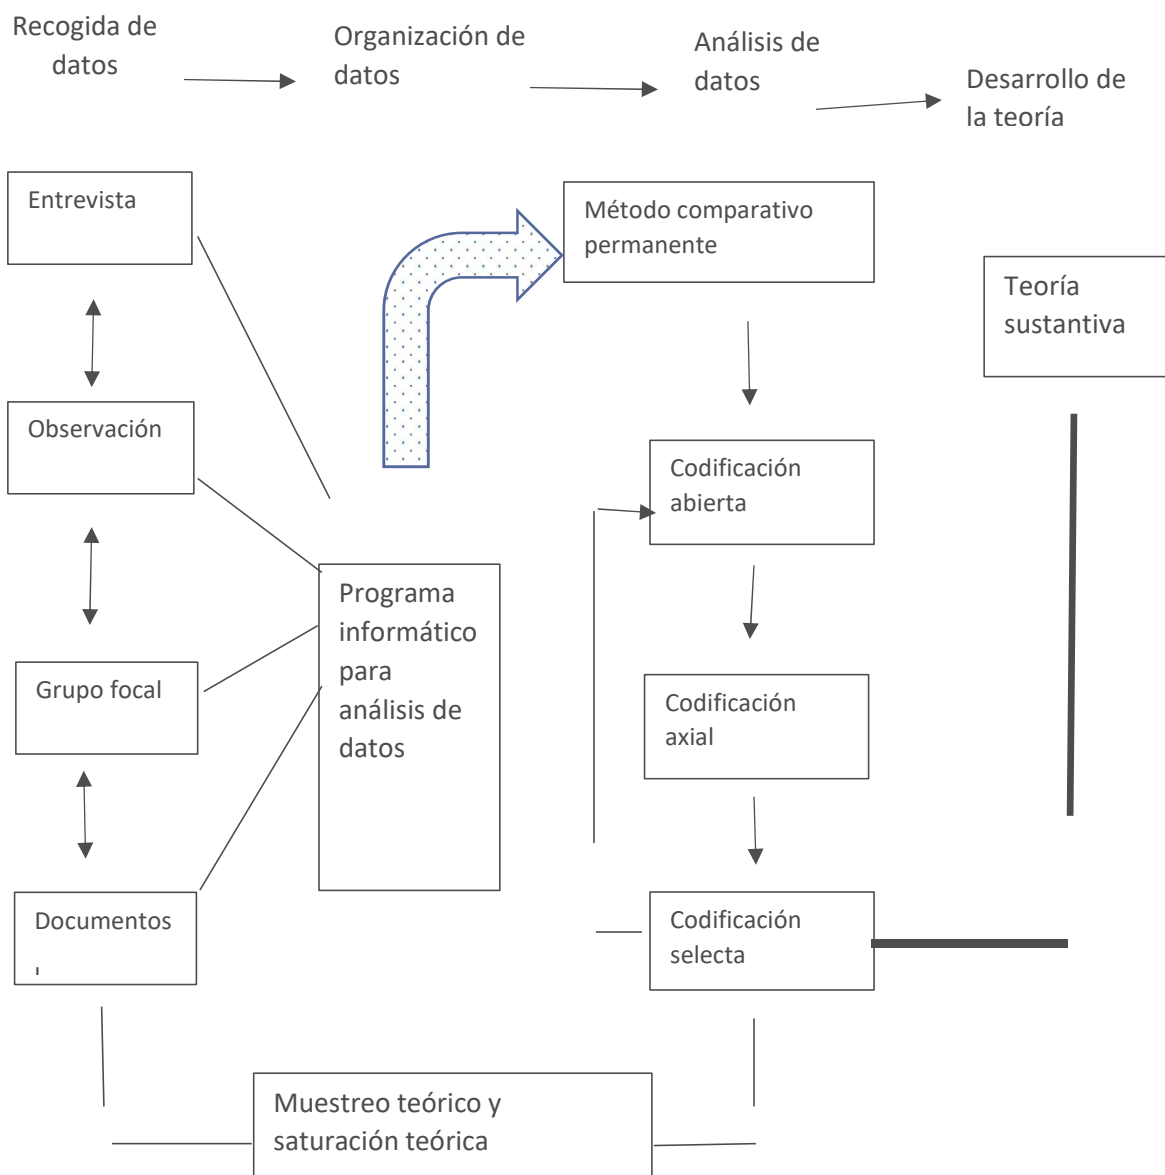 Recogida de
datos
Organización de
datos
Análisis de
datos
Desarrollo de
la teoría
Entrevista
Método comparativo
permanente
Teoría
sustantiva
Observación
Codificación
abierta
Programa
informático
para
análisis de
datos
Grupo focal
Codificación
axial
Documentos
Codificación
selecta
Muestreo teórico y
saturación teórica